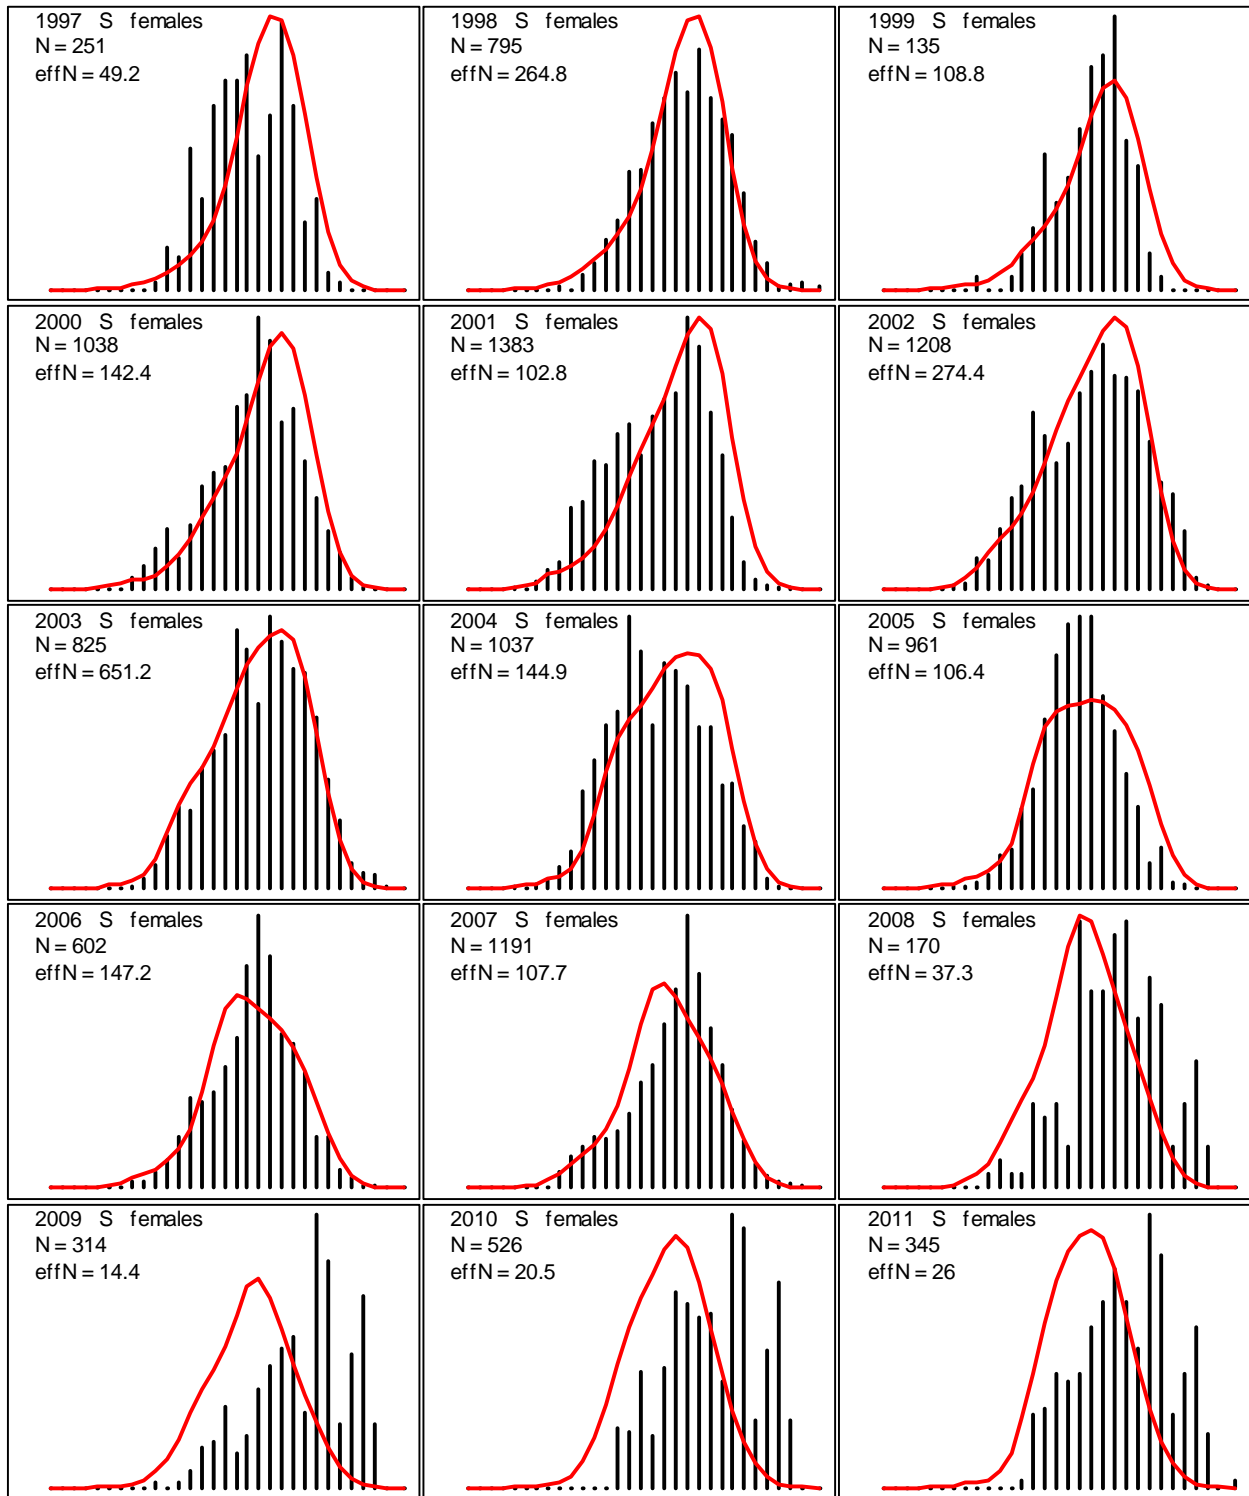 1997 S females
N = 251
effN = 49.2
1998 S females
N = 795
effN = 264.8
1999 S females
N = 135
effN = 108.8
2000 S females
N = 1038
effN = 142.4
2001 S females
N = 1383
effN = 102.8
2002 S females
N = 1208
effN = 274.4
2003 S females
N = 825
effN = 651.2
2004 S females
N = 1037
effN = 144.9
2005 S females
N = 961
effN = 106.4
2006 S females
N = 602
effN = 147.2
2007 S females
N = 1191
effN = 107.7
2008 S females
N = 170
effN = 37.3
2009 S females
N = 314
effN = 14.4
2010 S females
N = 526
effN = 20.5
2011 S females
N = 345
effN = 26